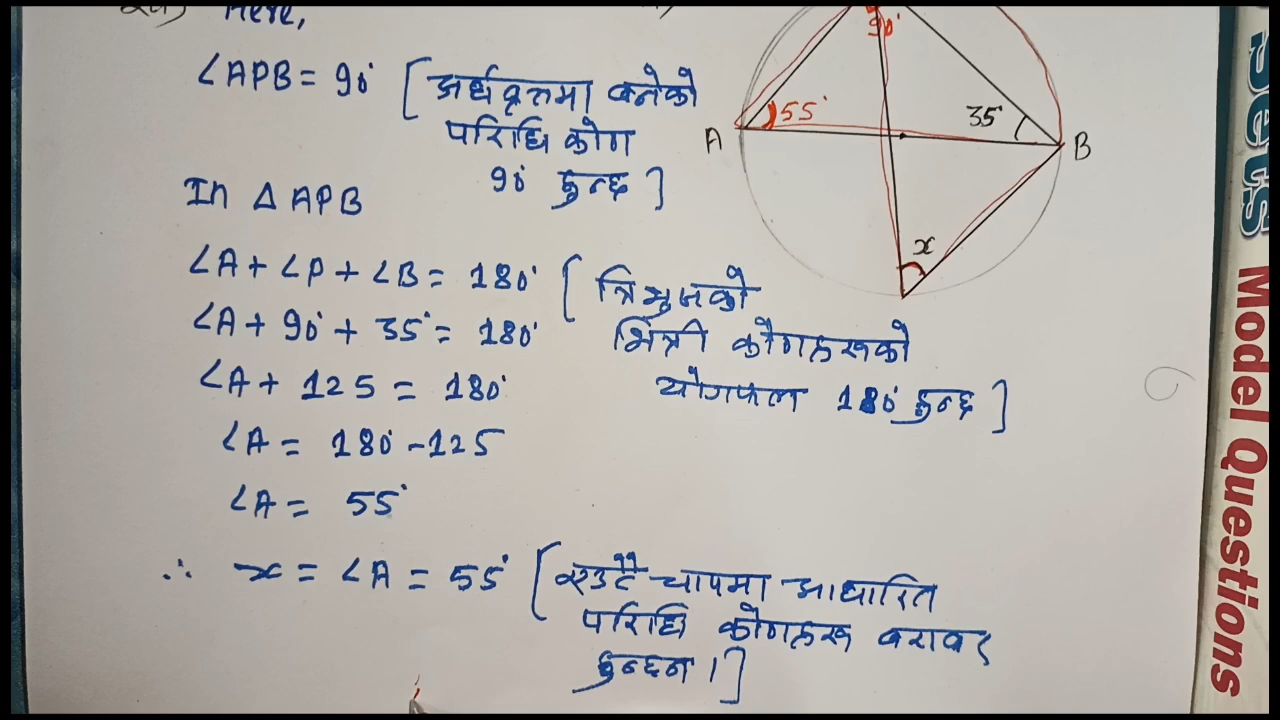 Here,
∠APB = 90° [ अर्धवृत्तमा बनेको
परिधि कोण
90° हुन्छ ]
In △ APB
∠A + ∠P + ∠B = 180° [ त्रिभुजको
∠A + 90° + 35° = 180° भित्री कोणहरूको
∠A + 125 = 180° योगफल 180° हुन्छ ]
∠A = 180° - 125
∠A = 55°
∴ x = ∠A = 55° [ एउटै चापमा आधारित
परिधि कोणहरू बराबर
हुन्छन । ]
90°
55°
35°
A
B
x
Sets
Model Questions